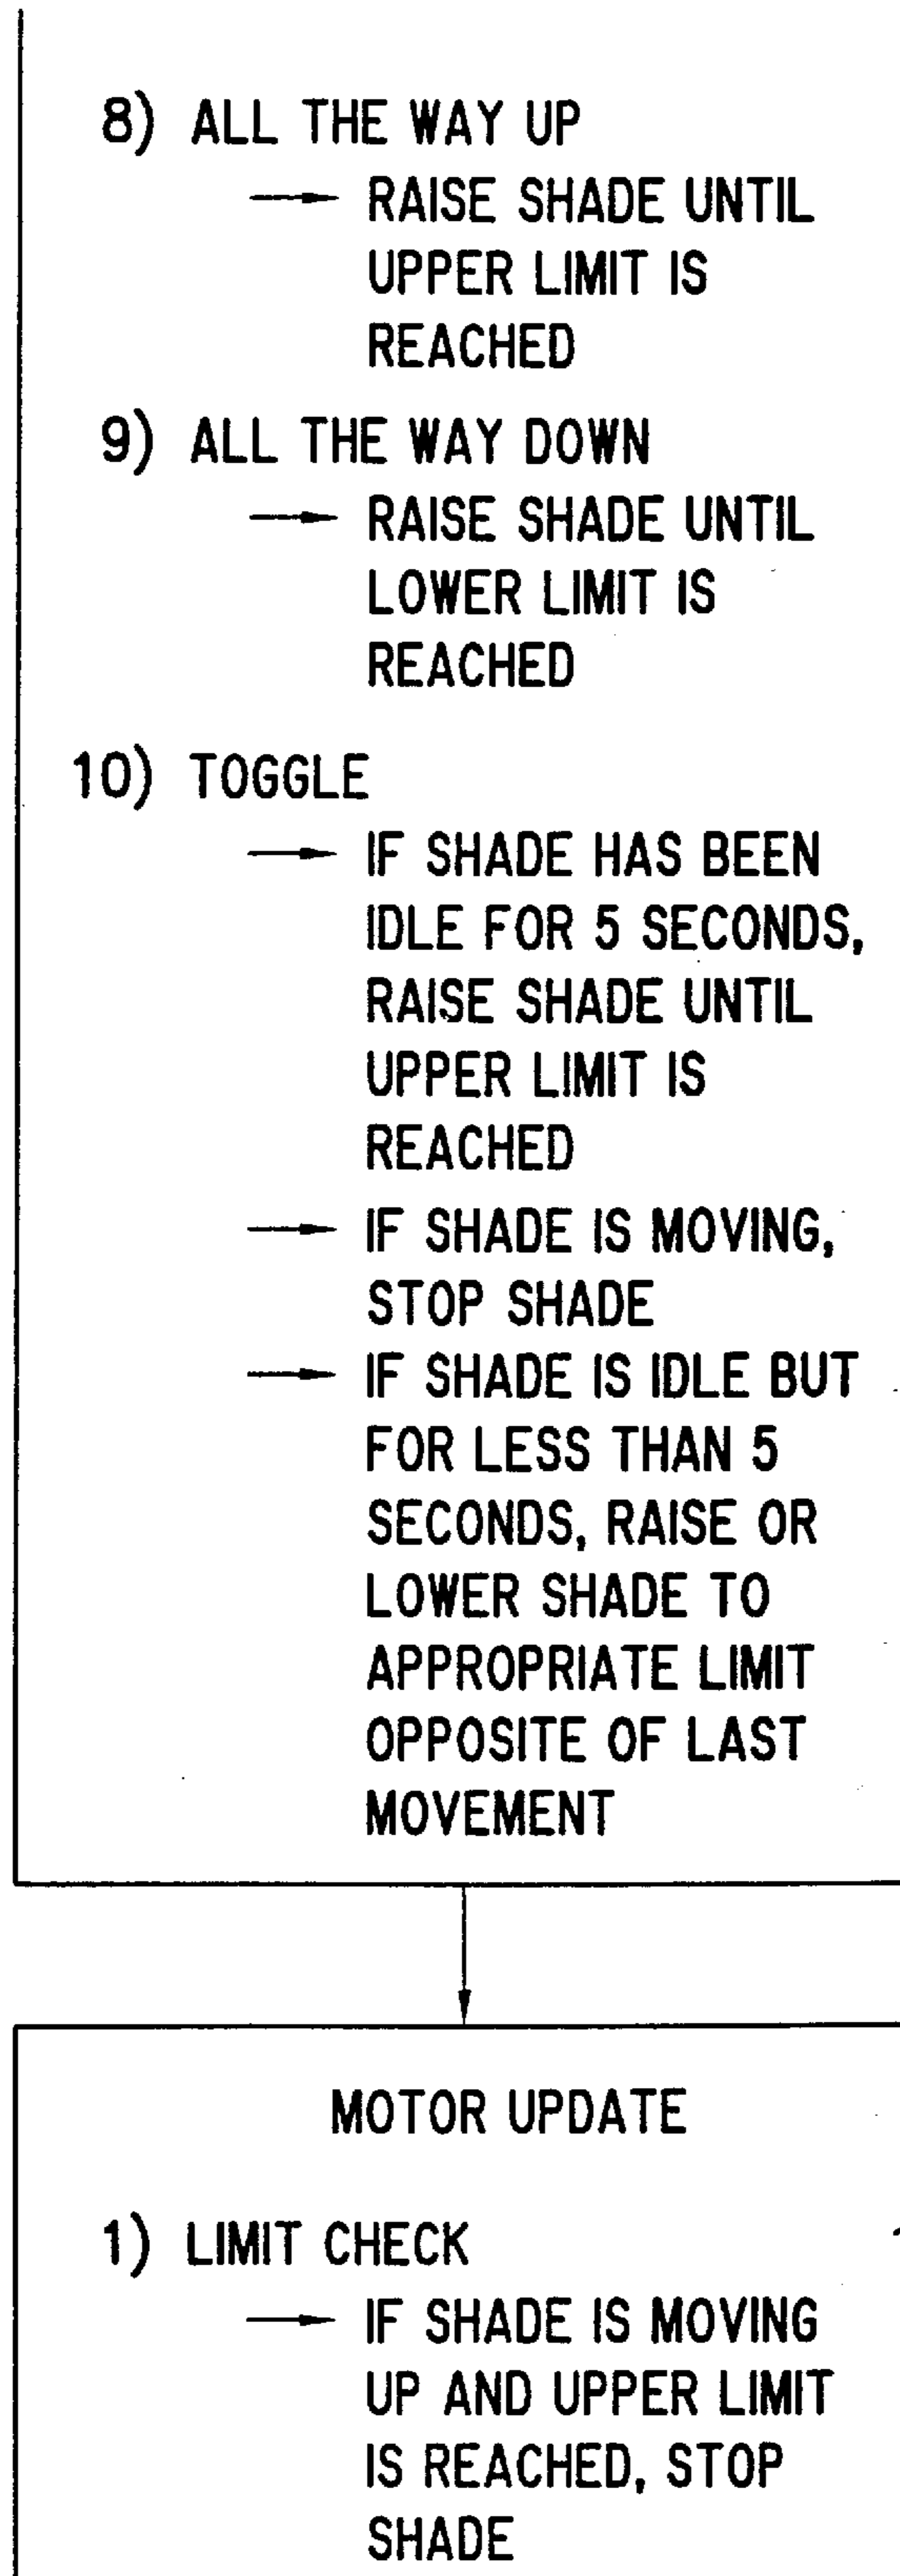 8) ALL THE WAY UP
→ RAISE SHADE UNTIL
UPPER LIMIT IS
REACHED
9) ALL THE WAY DOWN
→ RAISE SHADE UNTIL
LOWER LIMIT IS
REACHED
10) TOGGLE
→ IF SHADE HAS BEEN
IDLE FOR 5 SECONDS,
RAISE SHADE UNTIL
UPPER LIMIT IS
REACHED
→ IF SHADE IS MOVING,
STOP SHADE
→ IF SHADE IS IDLE BUT
FOR LESS THAN 5
SECONDS, RAISE OR
LOWER SHADE TO
APPROPRIATE LIMIT
OPPOSITE OF LAST
MOVEMENT
MOTOR UPDATE
1) LIMIT CHECK
→ IF SHADE IS MOVING
UP AND UPPER LIMIT
IS REACHED, STOP
SHADE